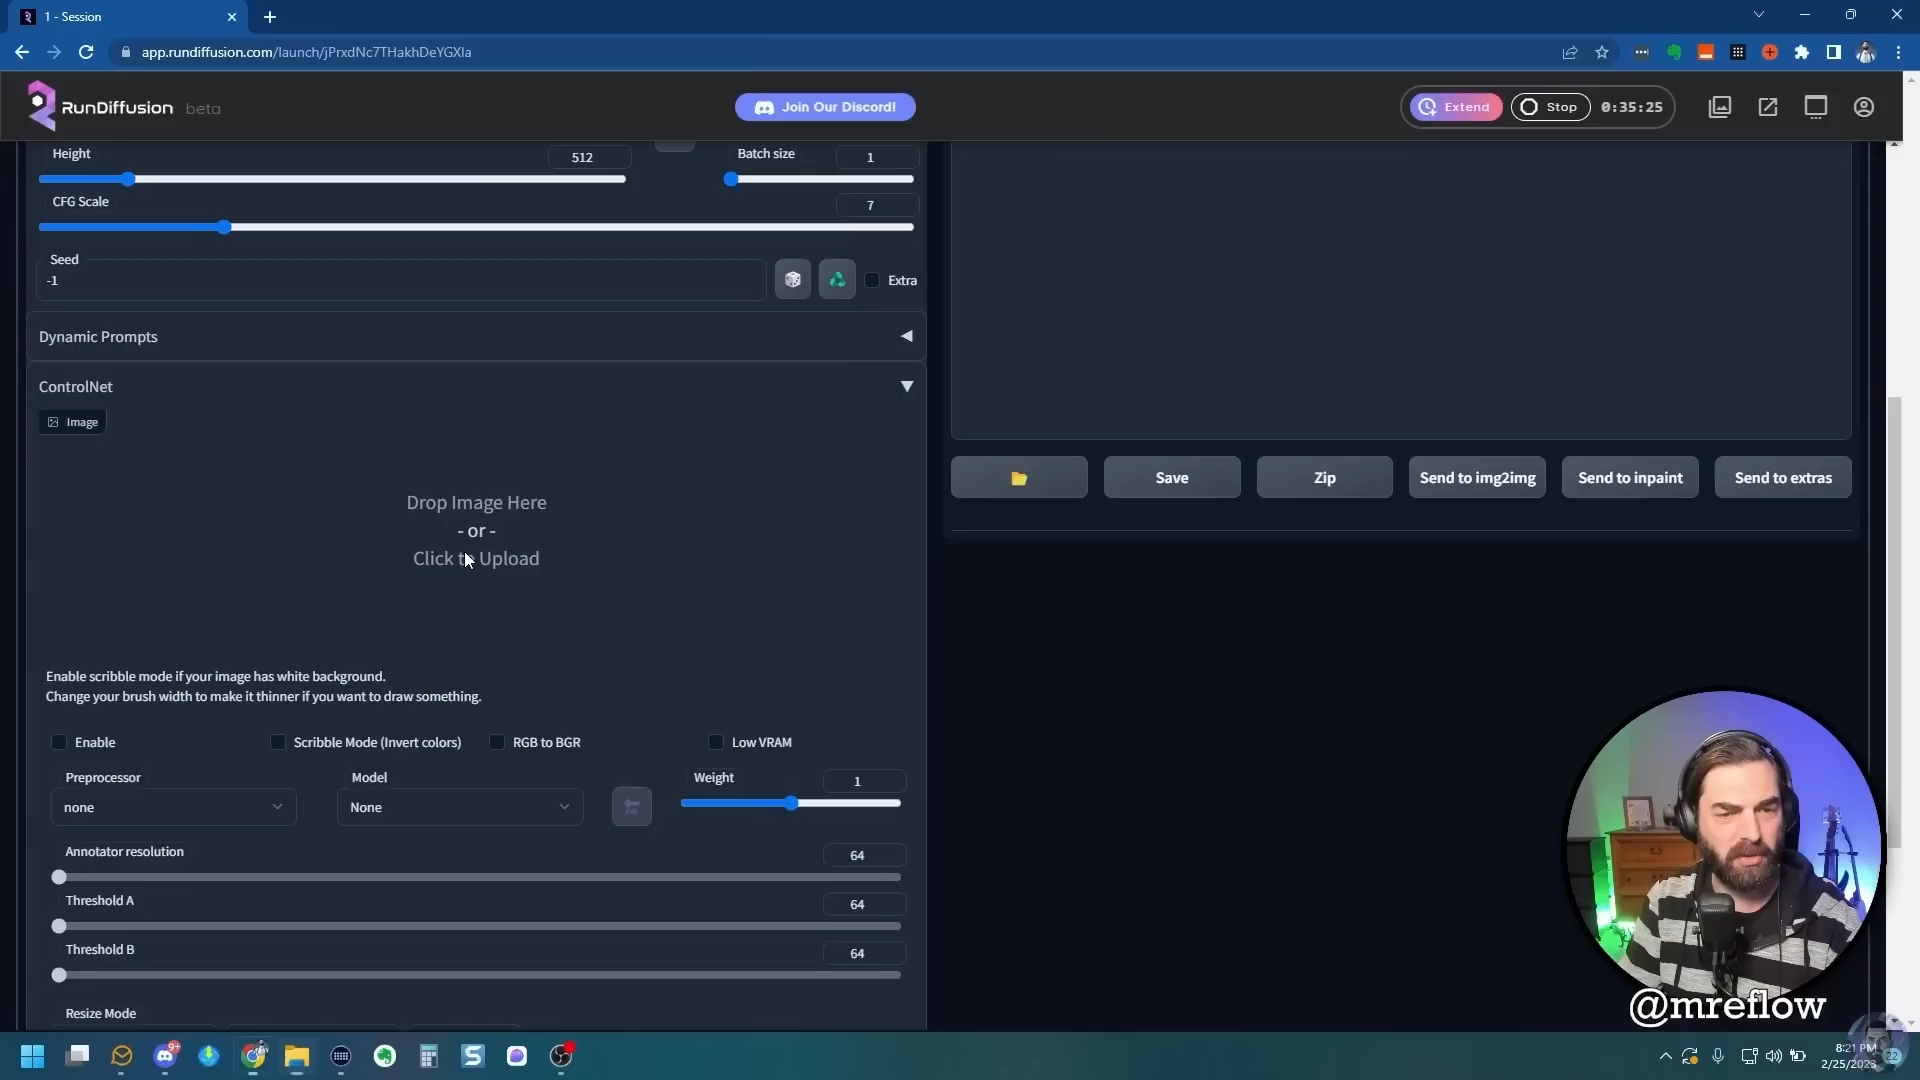 1 - Session
app.rundiffusion.com/launch/jPrxdNc7THakhDeYGXla
RunDiffusion beta
Join Our Discord!
Extend
Stop
0:35:25
Height
512
Batch size
1
CFG Scale
7
Seed
-1
Extra
Dynamic Prompts
ControlNet
Image
Drop Image Here
- or -
Click to Upload
Save
Zip
Send to img2img
Send to inpaint
Send to extras
Enable scribble mode if your image has white background.
Change your brush width to make it thinner if you want to draw something.
Enable
Scribble Mode (Invert colors)
RGB to BGR
Low VRAM
Preprocessor
none
Model
None
Weight
1
Annotator resolution
64
Threshold A
64
Threshold B
64
Resize Mode
@mreflow
9+
8:21 PM
2/25/2023
22